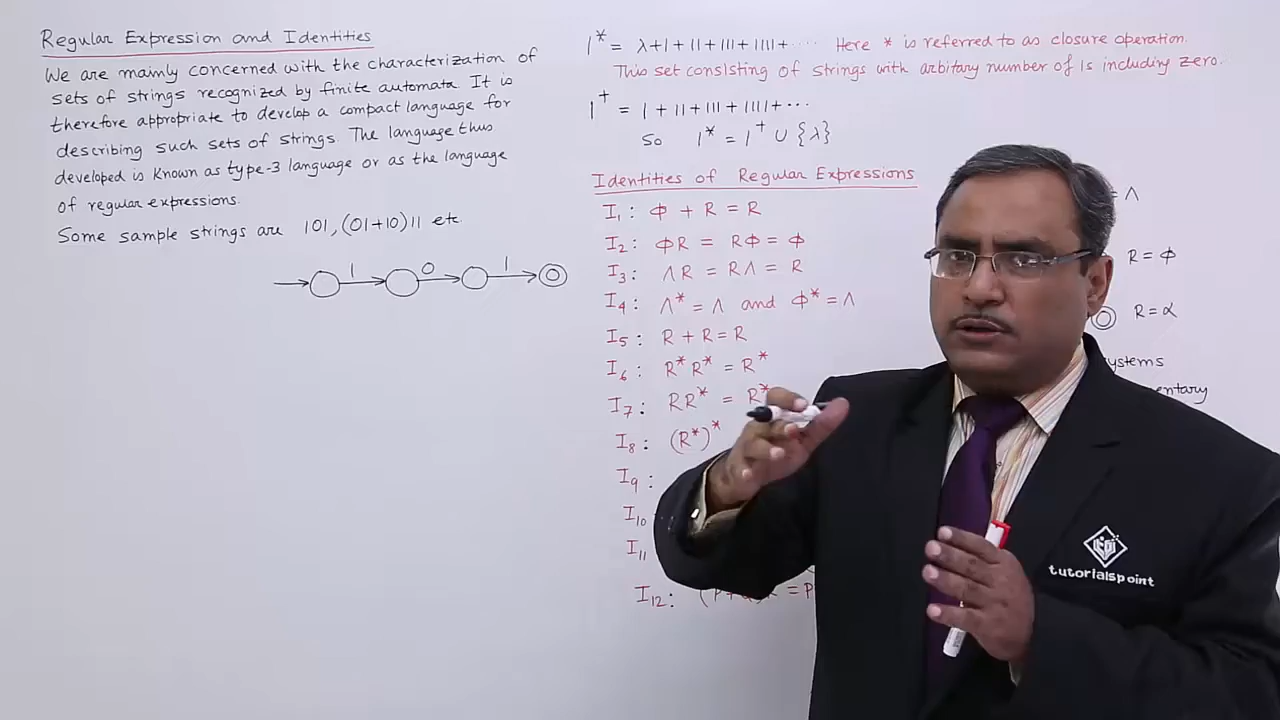 Regular Expression and Identities
We are mainly concerned with the characterization of
sets of strings recognized by finite automata. It is
therefore appropriate to develop a compact language for
describing such sets of strings. The language thus
developed is known as type-3 language or as the language
of regular expressions.
Some sample strings are 101, (01+10)11 etc
1 0 1
1* = λ+1+11+111+1111+···· Here * is referred to as closure operation.
This set consisting of strings with arbitary number of 1s including zero.
1⁺ = 1+11+111+1111+···
So 1* = 1⁺ ∪ {λ}
Identities of Regular Expressions
I₁: Φ + R = R
I₂: ΦR = RΦ = Φ
I₃: ΛR = RΛ = R
I₄: Λ* = Λ and Φ* = Λ
I₅: R + R = R
I₆: R*R* = R*
I₇: RR* = R*
I₈: (R*)*
I₉:
I₁₀
I₁₁
I₁₂:
= Λ
R = Φ
R = α
tutorialspoint